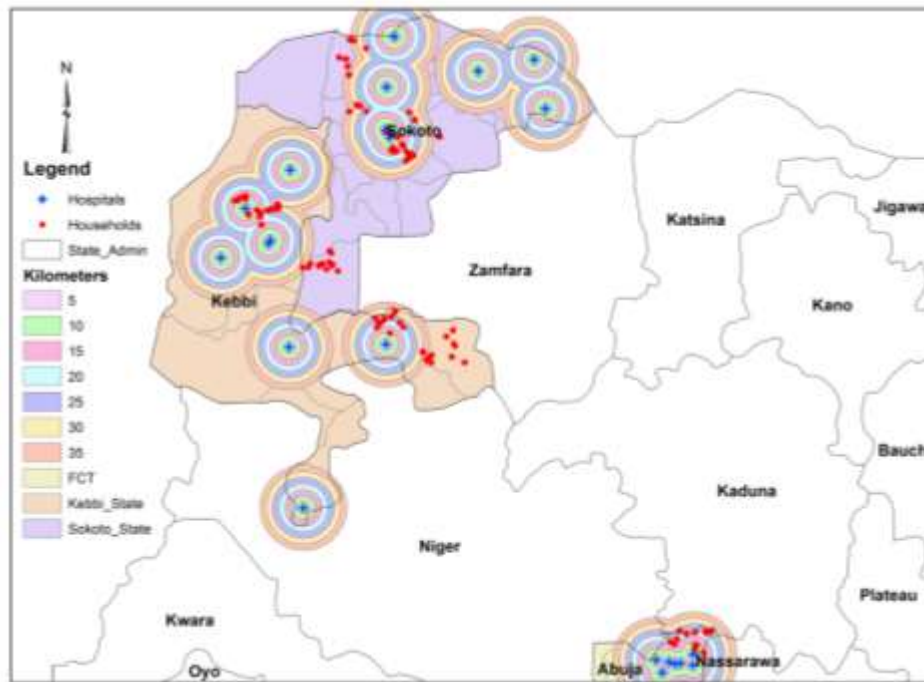 N
Legend
Hospitals
Households
State_Admin
Kilometers
5
10
15
20
25
30
35
FCT
Kebbi_State
Sokoto_State
Sokoto
Katsina
Jigawa
Zamfara
Kano
Kebbi
Bauch
Kaduna
Niger
Plateau
Kwara
Oyo
Abuja
Nassarawa